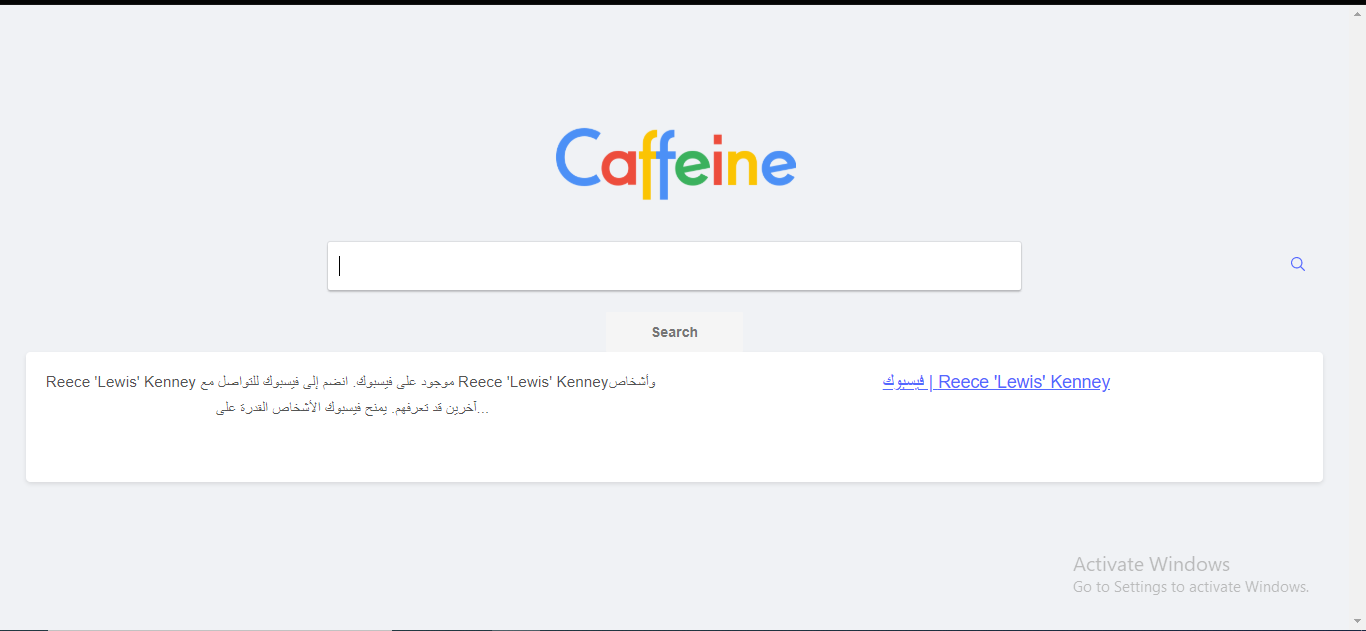 Caffeine
Search
فيسبوك | Reece 'Lewis' Kenney
Reece 'Lewis' Kenney موجود على فيسبوك. انضم إلى فيسبوك للتواصل مع Reece 'Lewis' Kenneyوأشخاص
آخرين قد تعرفهم. يمنح فيسبوك الأشخاص القدرة على...
Activate Windows
Go to Settings to activate Windows.